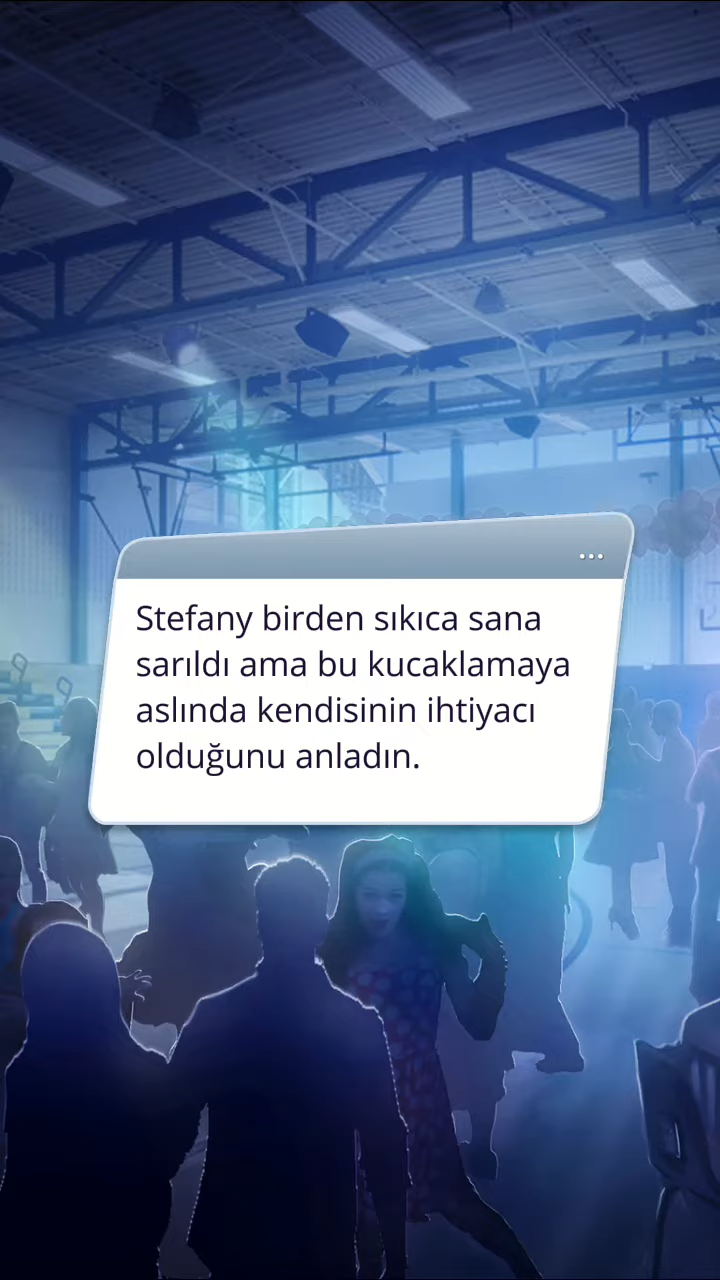 Stefany birden sıkıca sana
sarıldı ama bu kucaklamaya
aslında kendisinin ihtiyacı
olduğunu anladın.